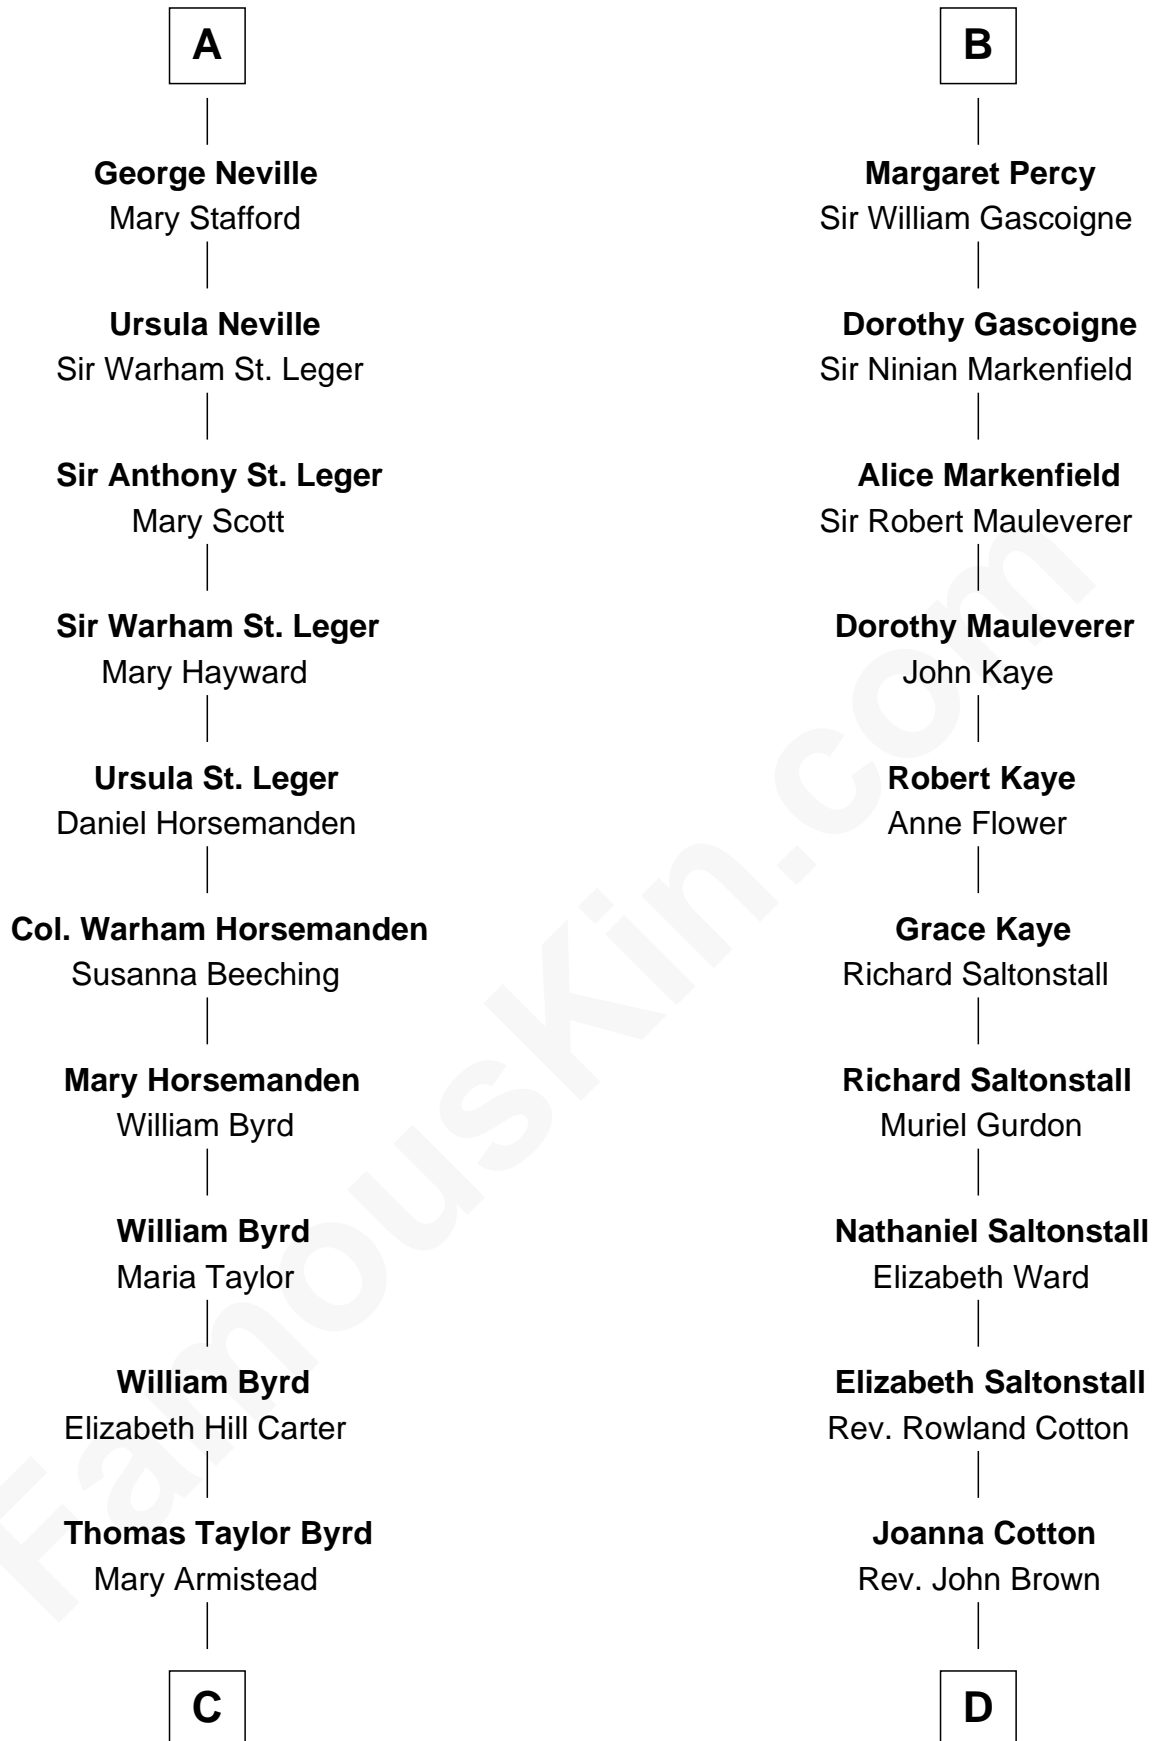 A
George Neville
Mary Stafford
Ursula Neville
Sir Warham St. Leger
Sir Anthony St. Leger
Mary Scott
Sir Warham St. Leger
Mary Hayward
Ursula St. Leger
Daniel Horsemanden
Col. Warham Horsemanden
Susanna Beeching
Mary Horsemanden
William Byrd
William Byrd
Maria Taylor
William Byrd
Elizabeth Hill Carter
Thomas Taylor Byrd
Mary Armistead
C
B
Margaret Percy
Sir William Gascoigne
Dorothy Gascoigne
Sir Ninian Markenfield
Alice Markenfield
Sir Robert Mauleverer
Dorothy Mauleverer
John Kaye
Robert Kaye
Anne Flower
Grace Kaye
Richard Saltonstall
Richard Saltonstall
Muriel Gurdon
Nathaniel Saltonstall
Elizabeth Ward
Elizabeth Saltonstall
Rev. Rowland Cotton
Joanna Cotton
Rev. John Brown
D
FamousKin.com